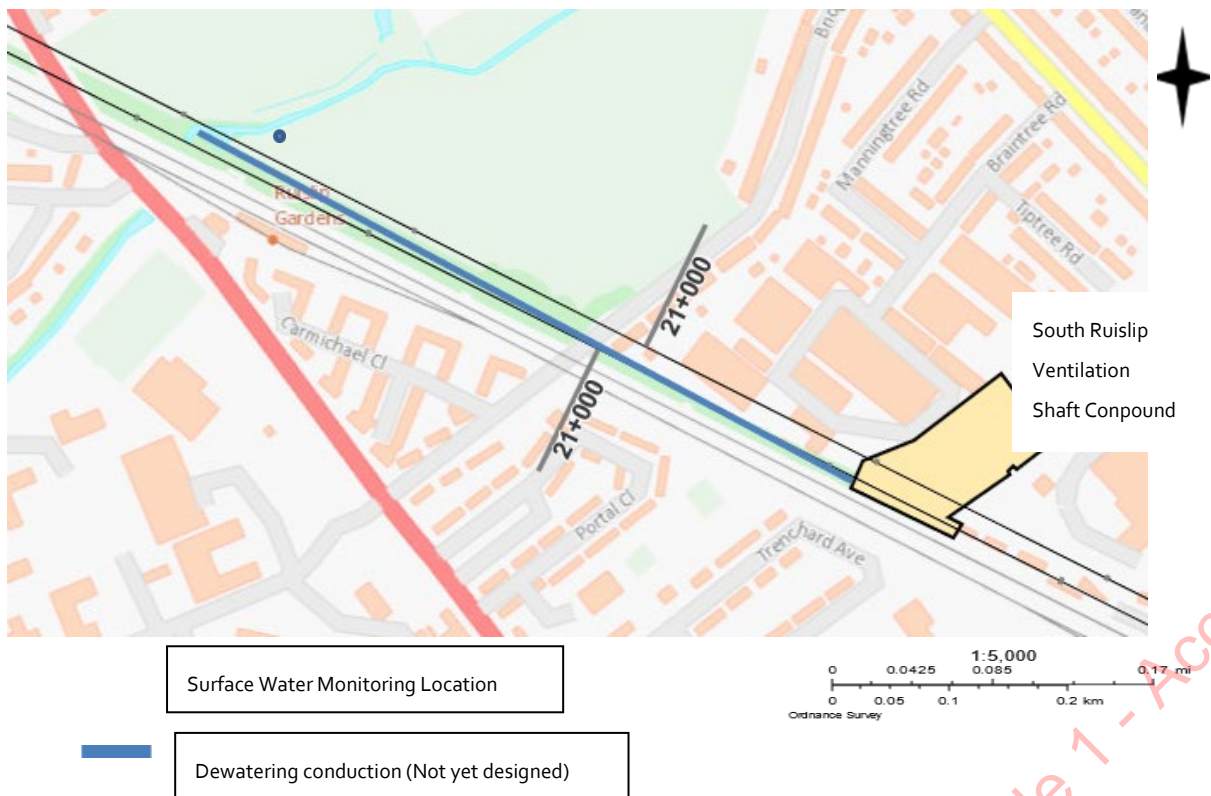 Manningtree Rd
Braintree Rd
Tiptree Rd
Ruislip
Gardens
21+000
21+000
Carmichael Cl
Portal Cl
Trenchard Ave
South Ruislip
Ventilation
Shaft Conpound
Surface Water Monitoring Location
Dewatering conduction (Not yet designed)
1:5,000
0 0.0425 0.085 0.17 mi
0 0.05 0.1 0.2 km
Ordnance Survey